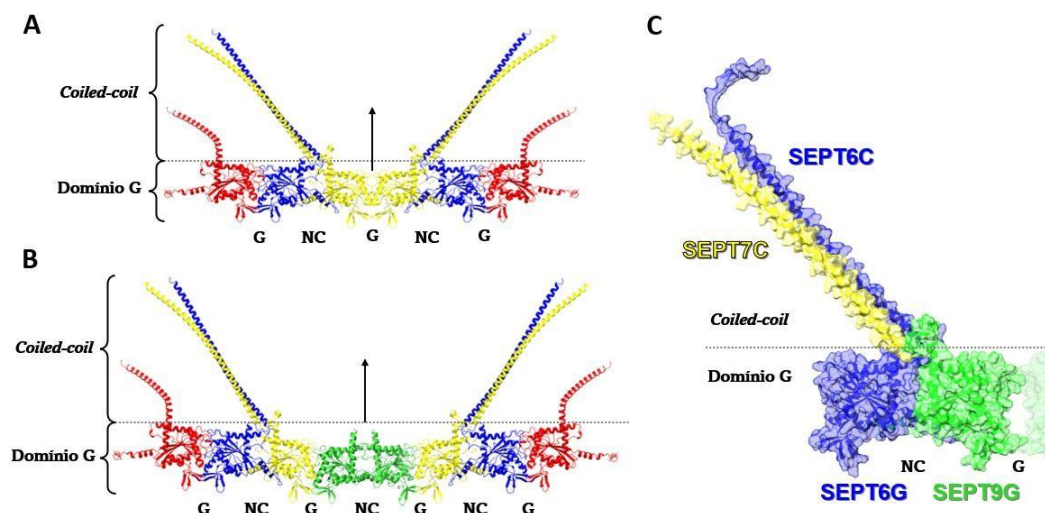 A
Coiled-coil
Domínio G
G NC G NC G
B
Coiled-coil
Domínio G
G NC G NC G NC G
C
SEPT6C
SEPT7C
Coiled-coil
Domínio G
NC G
SEPT6G SEPT9G